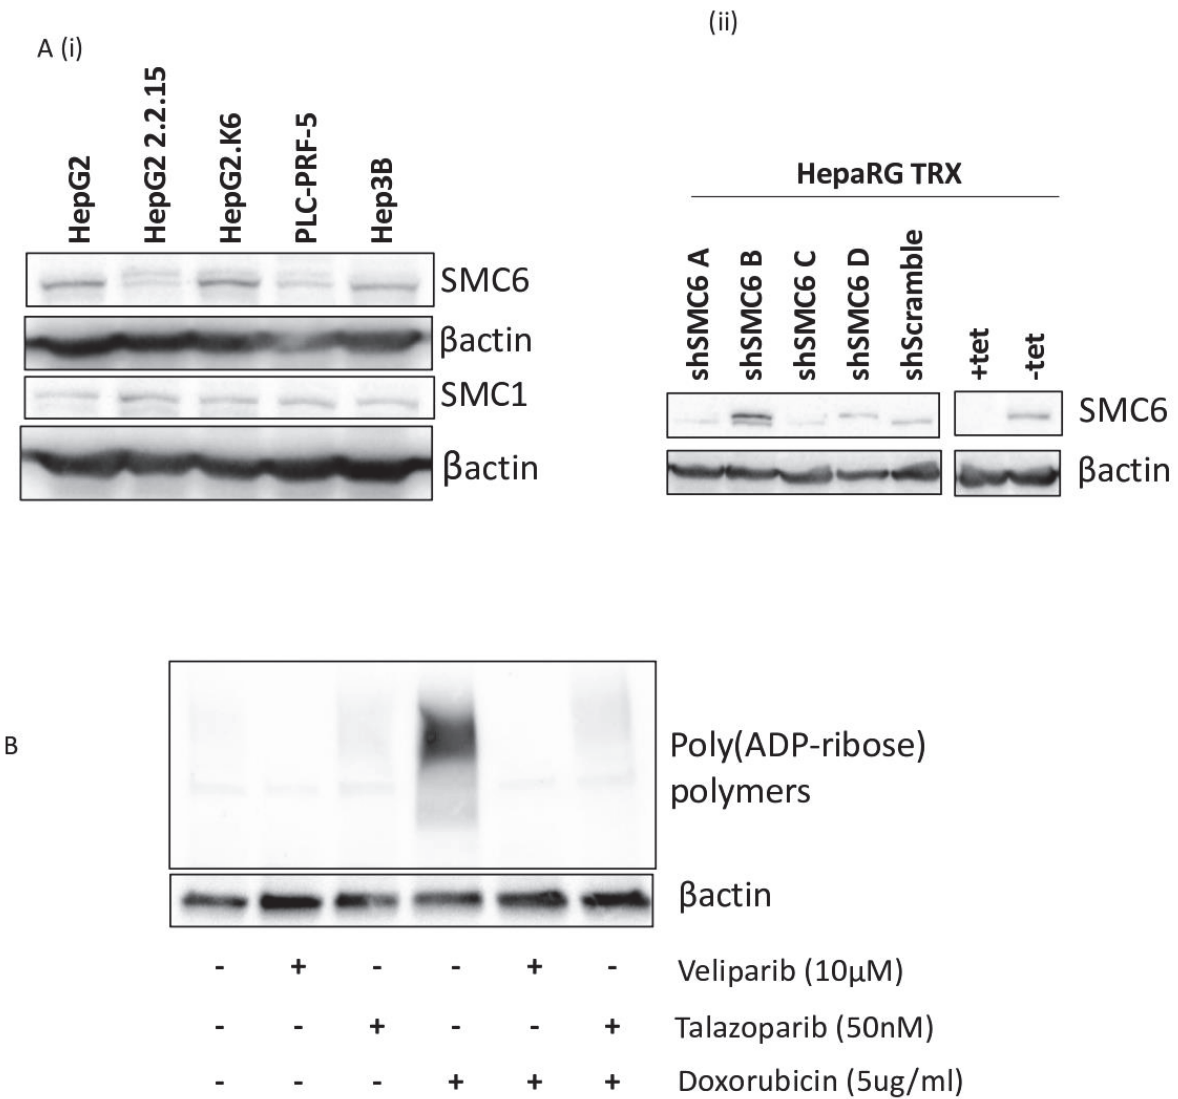 A (i)
(ii)
HepG2
HepG2 2.2.15
HepG2.K6
PLC-PRF-5
Hep3B
SMC6
βactin
SMC1
βactin
HepaRG TRX
shSMC6 A
shSMC6 B
shSMC6 C
shSMC6 D
shScramble
+tet
-tet
SMC6
βactin
B
Poly(ADP-ribose)
polymers
βactin
- + - - + - Veliparib (10μM)
- - + - - + Talazoparib (50nM)
- - - + + + Doxorubicin (5ug/ml)